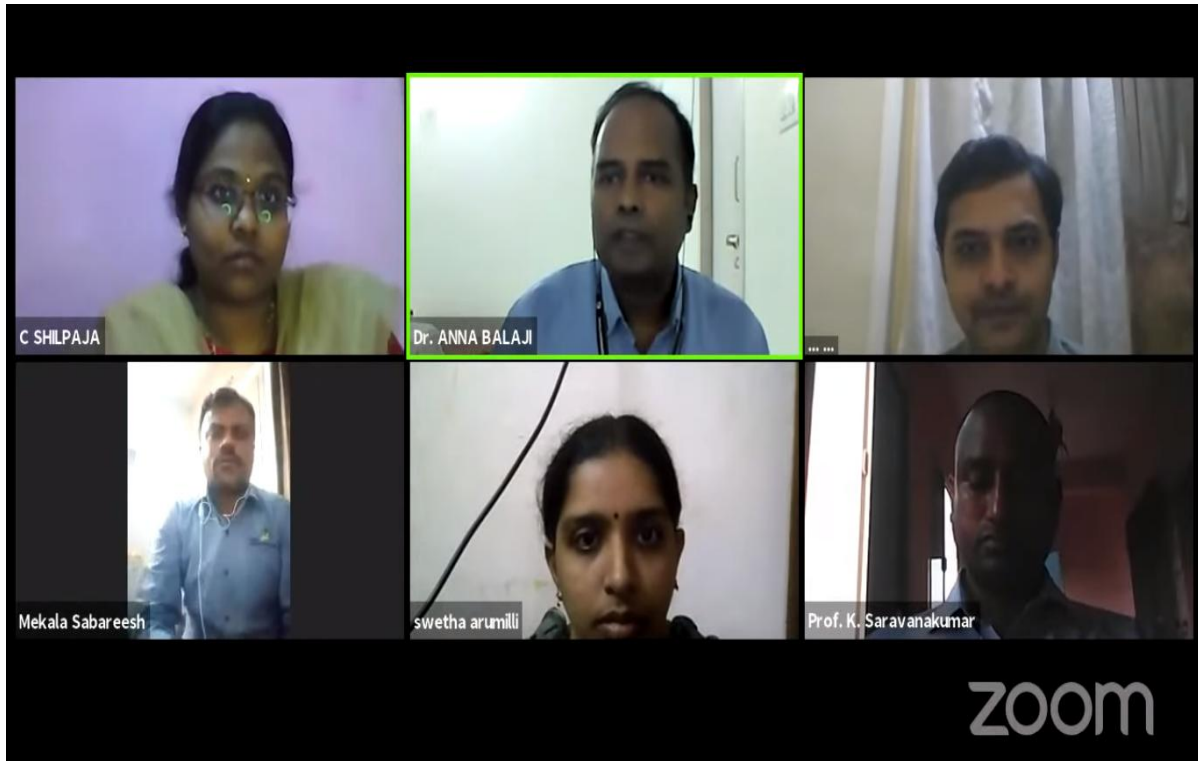 C SHILPAJA
Dr. ANNA BALAJI
... ...
Mekala Sabareesh
swetha arumilli
Prof. K. Saravanakumar
zoom